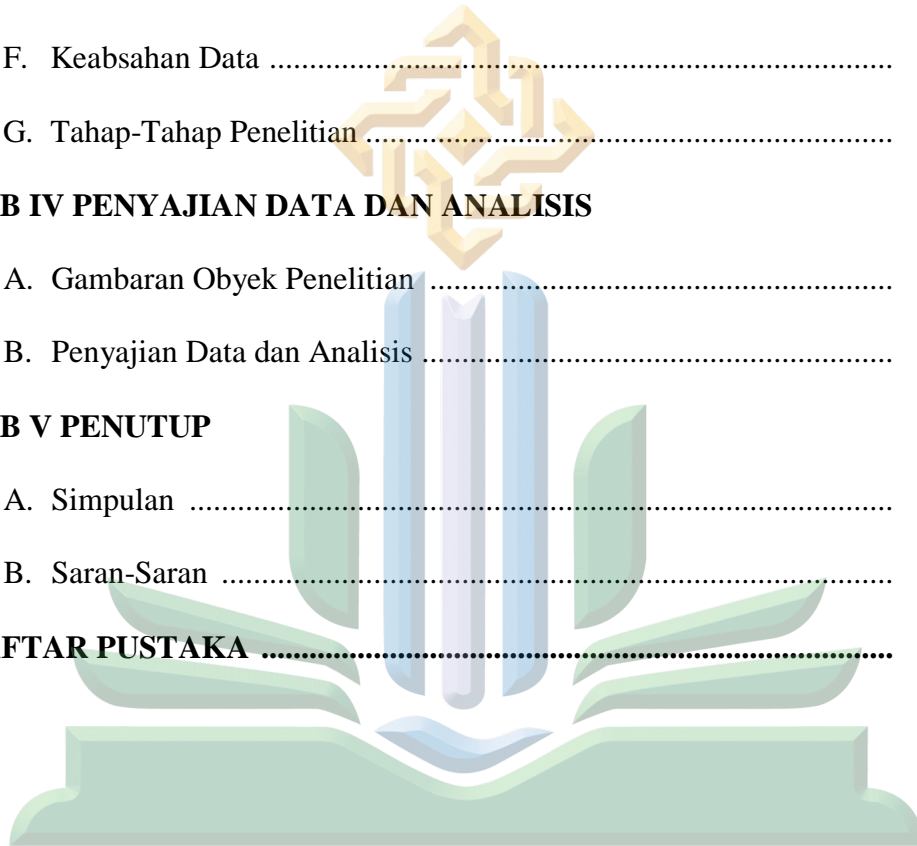 F. Keabsahan Data ..............................................................................
G. Tahap-Tahap Penelitian ..................................................................
B IV PENYAJIAN DATA DAN ANALISIS
A. Gambaran Obyek Penelitian ..........................................................
B. Penyajian Data dan Analisis ...........................................................
B V PENUTUP
A. Simpulan ........................................................................................
B. Saran-Saran ....................................................................................
FTAR PUSTAKA ...............................................................................